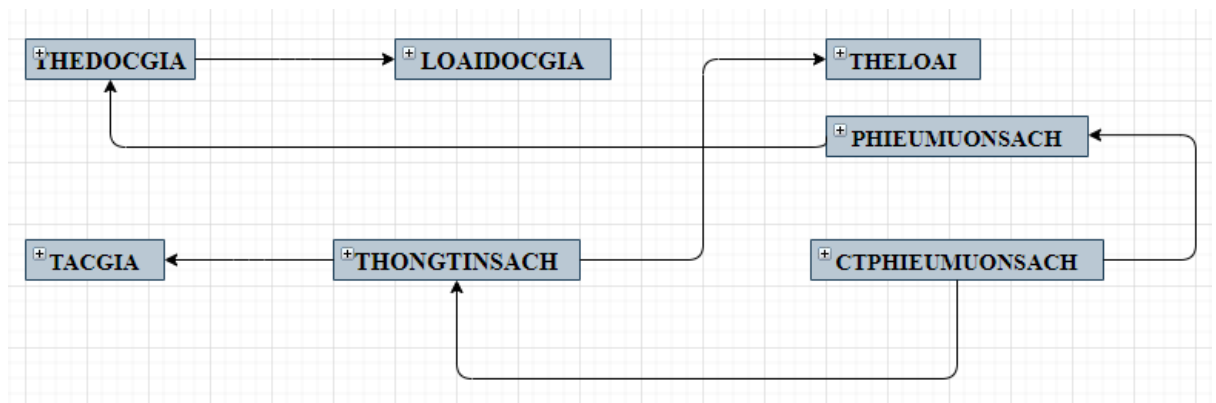 THEDOCGIA
LOAIDOCGIA
THELOAI
PHIEUMUONSACH
TACGIA
THONGTINSACH
CTPHIEUMUONSACH